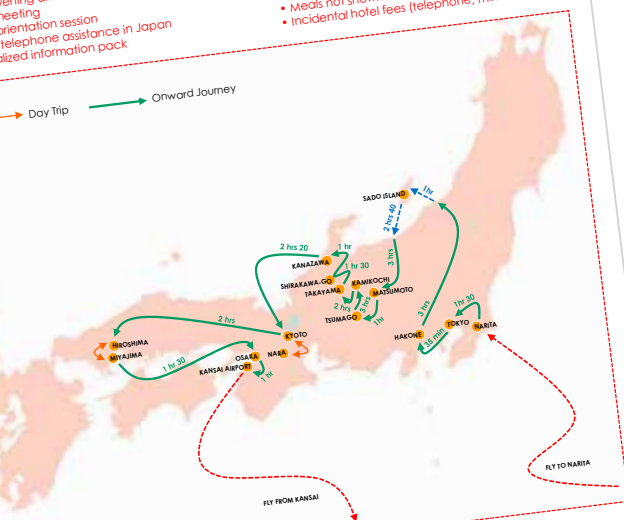 meeting
• Meals not
orientation session
• Incidental hotel fees (telephone,
telephone assistance in Japan
alized information pack
Day Trip
Onward Journey
SADO ISLAND
1hr
2 hrs 40
2 hrs 20
1 hr
KANAZAWA
3 hrs
1 hr 30
SHIRAKAWA-GO
KAMIKOCHI
TAKAYAMA
MATSUMOTO
2 hrs
3 hrs
TSUMAGO
1hr
3 hrs
1hr 30
TOKYO
NARITA
HAKONE
35 min
2 hrs
KYOTO
HIROSHIMA
MIYAJIMA
1 hr 30
OSAKA
NARA
KANSAI AIRPORT
1 hr
FLY TO NARITA
FLY FROM KANSAI